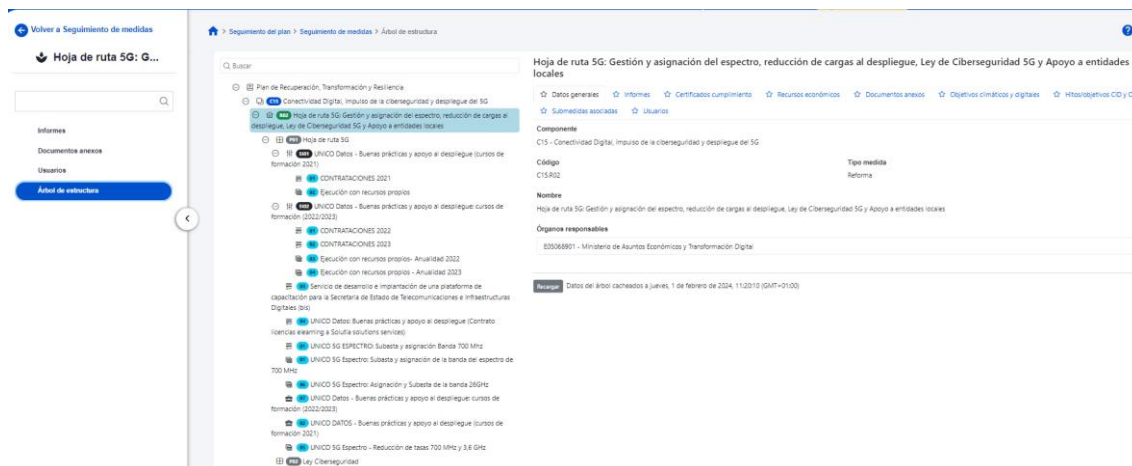 Volver a Seguimiento de medidas
Hoja de ruta 5G: G...
Informes
Documentos anexos
Usuarios
Árbol de estructura
> Seguimiento del plan > Seguimiento de medidas > Árbol de estructura
Buscar
Plan de Recuperación, Transformación y Resiliencia
C15 Conectividad Digital, impulso de la ciberseguridad y despliegue del 5G
R02 Hoja de ruta 5G: Gestión y asignación del espectro, reducción de cargas al
despliegue, Ley de Ciberseguridad 5G y Apoyo a entidades locales
P01 Hoja de ruta 5G
UNICO Datos - Buenas prácticas y apoyo al despliegue (cursos de
formación 2021)
01 CONTRATACIONES 2021
02 Ejecución con recursos propios
UNICO Datos - Buenas prácticas y apoyo al despliegue: cursos de
formación (2022/2023)
01 CONTRATACIONES 2022
02 CONTRATACIONES 2023
03 Ejecución con recursos propios- Anualidad 2022
04 Ejecución con recursos propios - Anualidad 2023
Servicio de desarrollo e implantación de una plataforma de
capacitación para la Secretaría de Estado de Telecomunicaciones e Infraestructuras
Digitales (bis)
UNICO Datos: Buenas prácticas y apoyo al despliegue (Contrato
licencias elearning a Solutia solutions services)
UNICO 5G ESPECTRO: Subasta y asignación Banda 700 Mhz
UNICO 5G Espectro: Subasta y asignación de la banda del espectro de
700 MHz
UNICO 5G Espectro: Asignación y Subasta de la banda 26GHz
UNICO Datos - Buenas prácticas y apoyo al despliegue: cursos de
formación (2022/2023)
UNICO DATOS - Buenas prácticas y apoyo al despliegue (cursos de
formación 2021)
UNICO 5G Espectro - Reducción de tasas 700 MHz y 3,6 GHz
P02 Ley Ciberseguridad
Hoja de ruta 5G: Gestión y asignación del espectro, reducción de cargas al despliegue, Ley de Ciberseguridad 5G y Apoyo a entidades
locales
Datos generales Informes Certificados cumplimiento Recursos económicos Documentos anexos Objetivos climáticos y digitales Hitos/objetivos CID y O
Submedidas asociadas Usuarios
Componente
C15 - Conectividad Digital, impulso de la ciberseguridad y despliegue del 5G
Código Tipo medida
C15.R02 Reforma
Nombre
Hoja de ruta 5G: Gestión y asignación del espectro, reducción de cargas al despliegue, Ley de Ciberseguridad 5G y Apoyo a entidades locales
Órganos responsables
E05068901 - Ministerio de Asuntos Económicos y Transformación Digital
Recargar Datos del árbol cacheados a jueves, 1 de febrero de 2024, 11:20:10 (GMT+01:00)